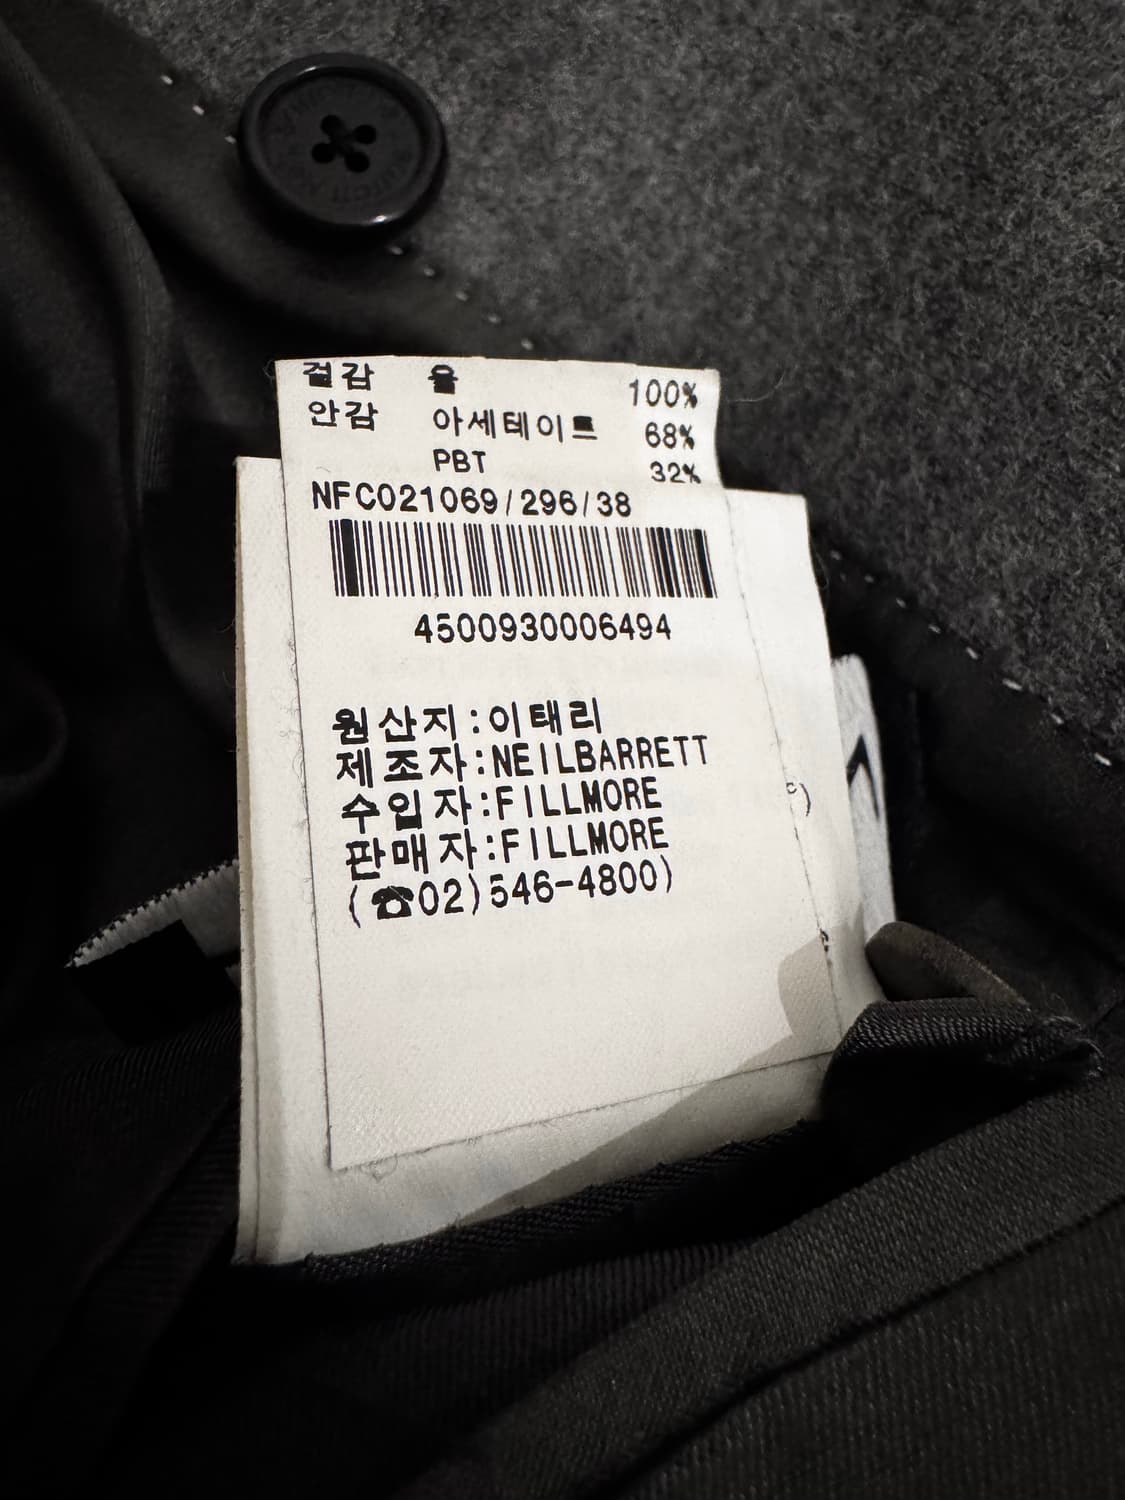 겉감 울 100%
안감 아세테이트 68%
PBT 32%
NFC021069/296/38
4500930006494
원산지:이태리
제조자:NEILBARRETT
수입자:FILLMORE
판매자:FILLMORE
(☎02)546-4800)